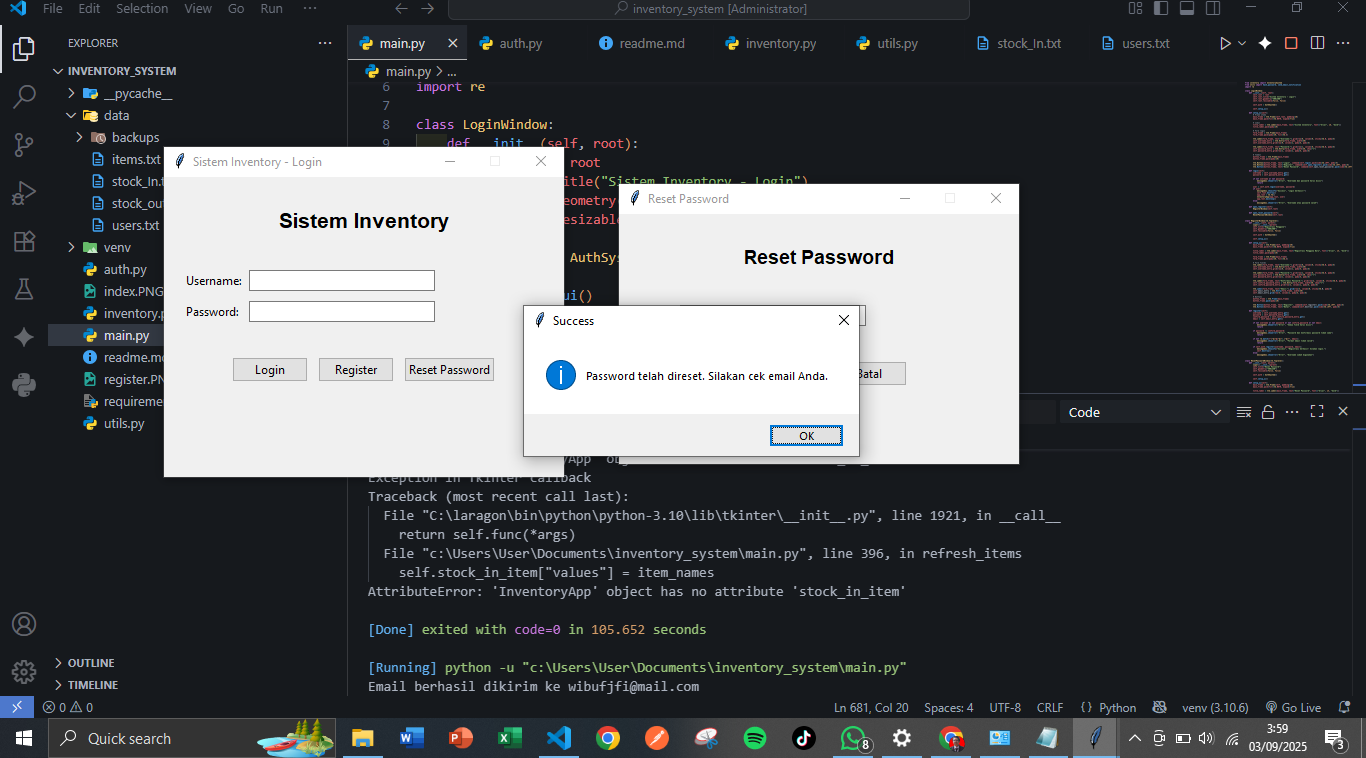 File Edit Selection View Go Run ··· inventory_system [Administrator]
EXPLORER ···
INVENTORY_SYSTEM
__pycache__
data
backups
items.txt
stock_In.t
stock_ou
users.txt
venv
auth.py
index.PNG
inventory.p
main.py
readme.md
register.PN
requireme
utils.py
OUTLINE
TIMELINE
main.py auth.py readme.md inventory.py utils.py stock_In.txt users.txt
main.py > ...
6 import re
7
8 class LoginWindow:
9 def __init__(self, root):
root
itle("Sistem Inventory - Login")
eometry(
esizable
AuthSys
ui()
Sistem Inventory - Login
Sistem Inventory
Username:
Password:
Login Register Reset Password
Reset Password
Reset Password
Batal
Success
Password telah direset. Silakan cek email Anda.
OK
Code
Exception in Tkinter callback
Traceback (most recent call last):
File "C:\laragon\bin\python\python-3.10\lib\tkinter\__init__.py", line 1921, in __call__
return self.func(*args)
File "c:\Users\User\Documents\inventory_system\main.py", line 396, in refresh_items
self.stock_in_item["values"] = item_names
AttributeError: 'InventoryApp' object has no attribute 'stock_in_item'
[Done] exited with code=0 in 105.652 seconds
[Running] python -u "c:\Users\User\Documents\inventory_system\main.py"
Email berhasil dikirim ke wibufjfi@mail.com
0 0 Ln 681, Col 20 Spaces: 4 UTF-8 CRLF {} Python venv (3.10.6) Go Live
Quick search 8 3:59
03/09/2025 3